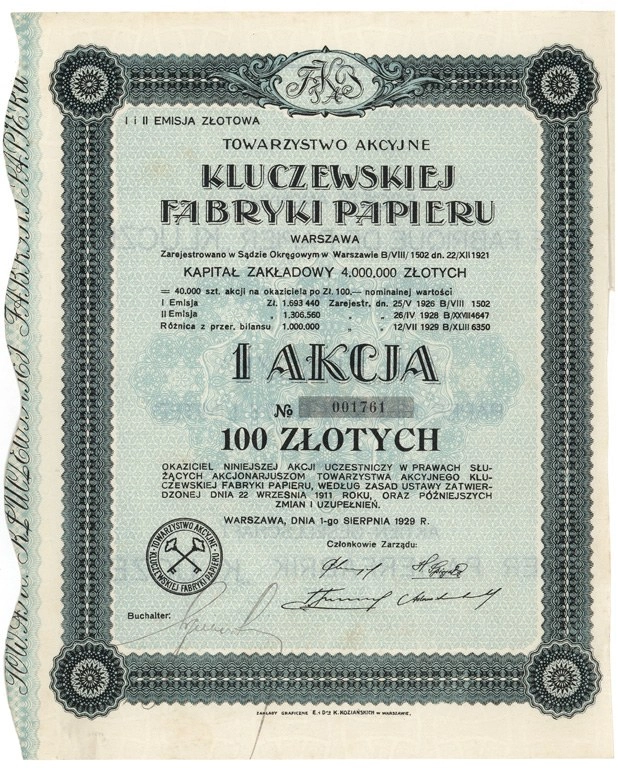 I i II EMISJA ZŁOTOWA
TOWARZYSTWO AKCYJNE
KLUCZEWSKIEJ
FABRYKI PAPIERU
WARSZAWA
Zarejestrowano w Sądzie Okręgowym w Warszawie B/VIII/ 1502 dn. 22/XII 1921
KAPITAŁ ZAKŁADOWY 4,000,000 ZŁOTYCH
= 40.000 szt. akcji na okaziciela po Zł. 100.— nominalnej wartości
I Emisja Zł. 1,693 440 Zarejestr. dn. 25/V 1926 B/VIII 1502
II Emisja „ 1,306.560 „ „ 26/IV 1928 B/XXVII4647
Różnica z przer. bilansu 1.000.000 „ „ 12/VII 1929 B/XLIII 6350
1 AKCJA
№ 001761
100 ZŁOTYCH
OKAZICIEL NINIEJSZEJ AKCJI UCZESTNICZY W PRAWACH SŁU-
ŻĄCYCH AKCJONARJUSZOM TOWARZYSTWA AKCYJNEGO KLU-
CZEWSKIEJ FABRYKI PAPIERU, WEDŁUG ZASAD USTAWY ZATWIER-
DZONEJ DNIA 22 WRZEŚNIA 1911 ROKU, ORAZ PÓŹNIEJSZYCH
ZMIAN I UZUPEŁNIEŃ.
WARSZAWA, DNIA 1-go SIERPNIA 1929 R.
Członkowie Zarządu:
TOWARZYSTWO AKCYJNE
KLUCZEWSKIEJ FABRYKI PAPIERU
Buchalter:
ZAKŁADY GRAFICZNE E. i Dra K. KOZIAŃSKICH w WARSZAWIE.